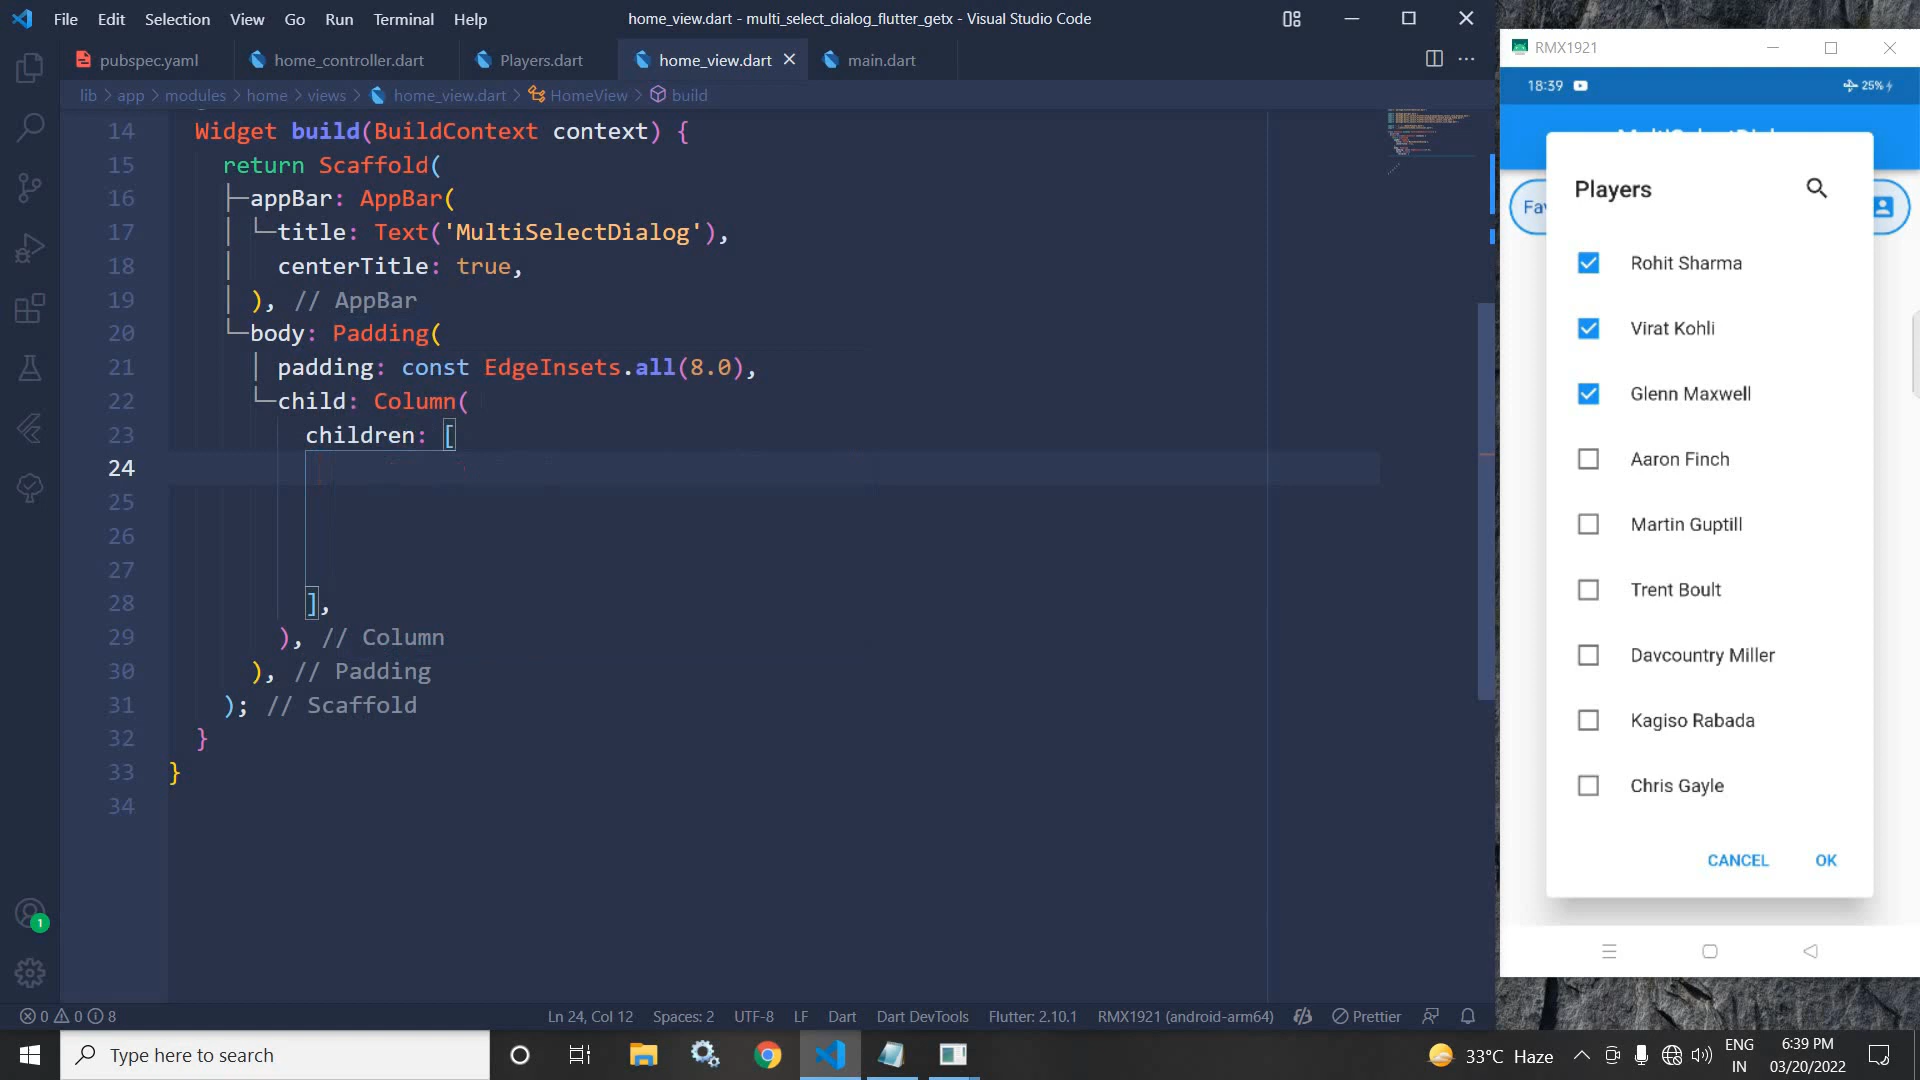 File Edit Selection View Go Run Terminal Help
home_view.dart - multi_select_dialog_flutter_getx - Visual Studio Code
pubspec.yaml
home_controller.dart
Players.dart
home_view.dart
main.dart
lib > app > modules > home > views > home_view.dart > HomeView > build
14 Widget build(BuildContext context) {
15 return Scaffold(
16 appBar: AppBar(
17 title: Text('MultiSelectDialog'),
18 centerTitle: true,
19 ), // AppBar
20 body: Padding(
21 padding: const EdgeInsets.all(8.0),
22 child: Column(
23 children: [
24
25
26
27
28 ],
29 ), // Column
30 ), // Padding
31 ); // Scaffold
32 }
33 }
34
1
0 0 8
Ln 24, Col 12 Spaces: 2 UTF-8 LF Dart Dart DevTools Flutter: 2.10.1 RMX1921 (android-arm64) Prettier
RMX1921
18:39
25%
Players
Rohit Sharma
Virat Kohli
Glenn Maxwell
Aaron Finch
Martin Guptill
Trent Boult
Davcountry Miller
Kagiso Rabada
Chris Gayle
CANCEL OK
Type here to search
33°C Haze
ENG
IN
6:39 PM
03/20/2022